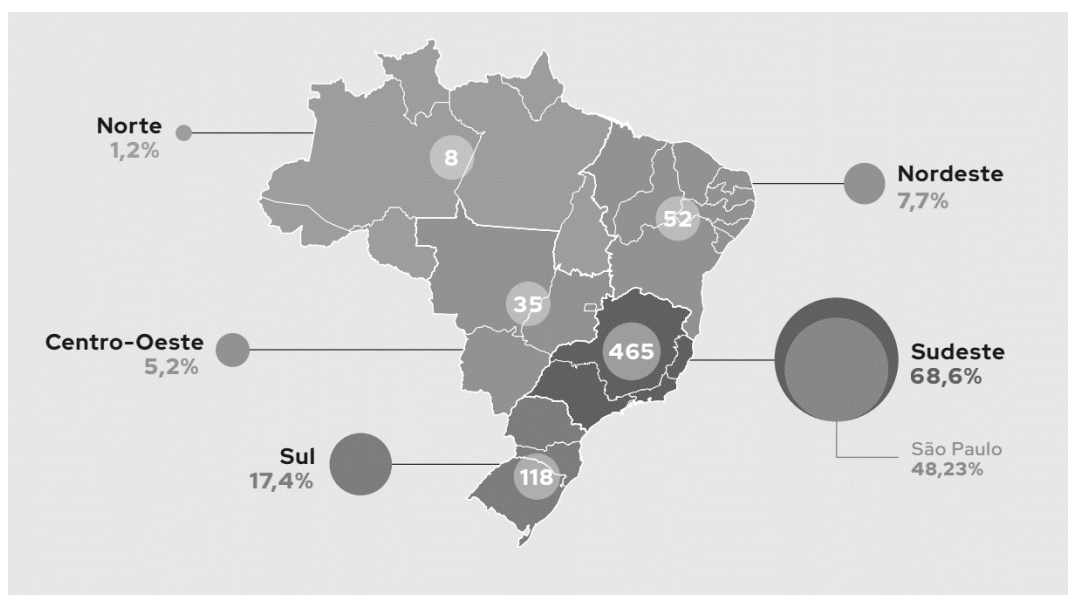 Norte
1,2%
8
Nordeste
7,7%
52
35
Centro-Oeste
5,2%
465
Sudeste
68,6%
São Paulo
48,23%
Sul
17,4%
118